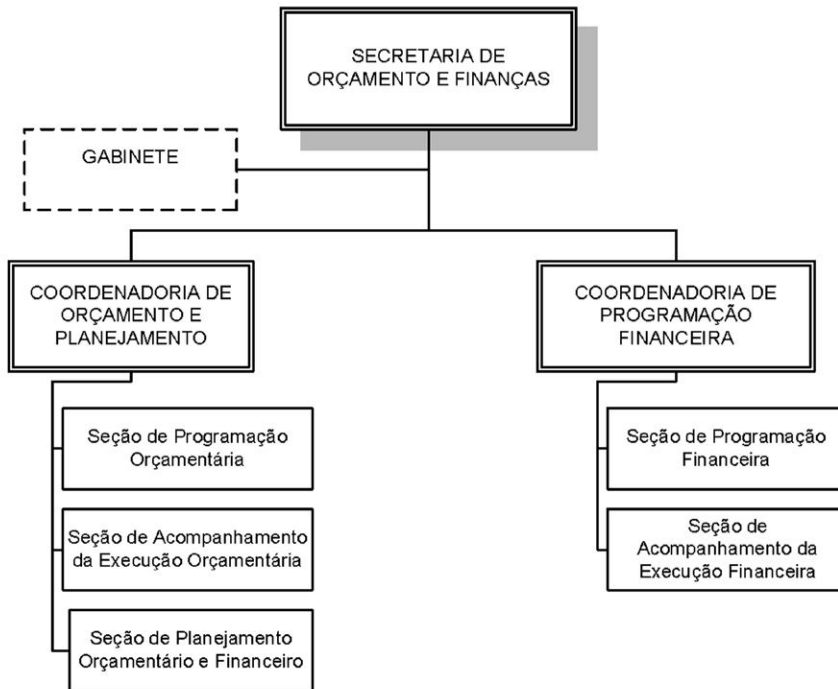 SECRETARIA DE
ORÇAMENTO E FINANÇAS
GABINETE
COORDENADORIA DE
ORÇAMENTO E
PLANEJAMENTO
Seção de Programação
Orçamentária
Seção de Acompanhamento
da Execução Orçamentária
Seção de Planejamento
Orçamentário e Financeiro
COORDENADORIA DE
PROGRAMAÇÃO
FINANCEIRA
Seção de Programação
Financeira
Seção de
Acompanhamento da
Execução Financeira